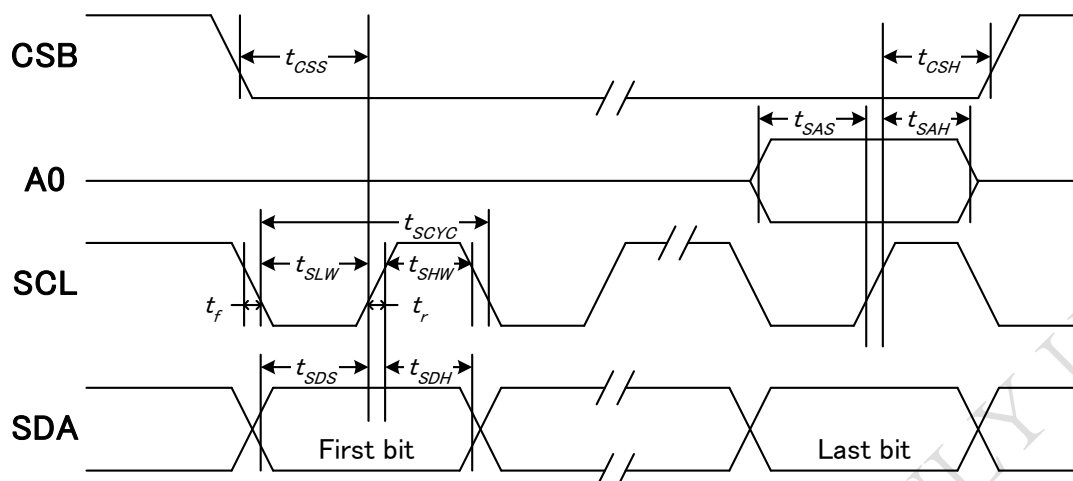 CSB
tCSS
tCSH
tSAS
tSAH
A0
tSCYC
SCL
tSLW
tSHW
tf
tr
tSDS
tSDH
SDA
First bit
Last bit